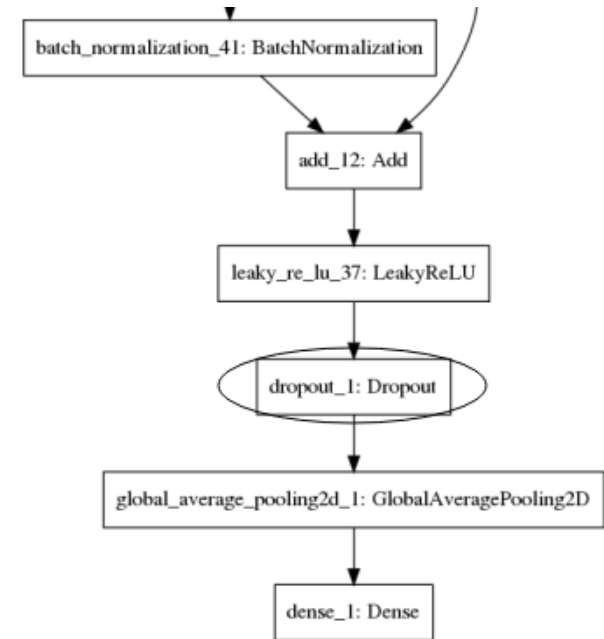 batch_normalization_41: BatchNormalization
add_12: Add
leaky_re_lu_37: LeakyReLU
dropout_1: Dropout
global_average_pooling2d_1: GlobalAveragePooling2D
dense_1: Dense